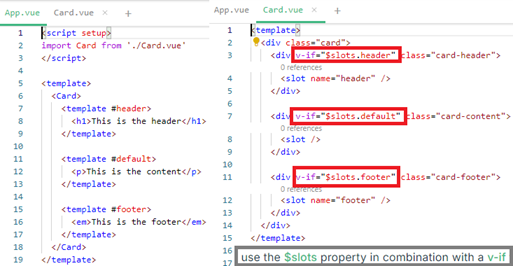 App.vue
1 <script setup>
2 import Card from './Card.vue'
3 </script>
4
5 <template>
6 <Card>
7 <template #header>
8 <h1>This is the header</h1>
9 </template>
10
11 <template #default>
12 <p>This is the content</p>
13 </template>
14
15 <template #footer>
16 <em>This is the footer</em>
17 </template>
18 </Card>
19 </template>
App.vue Card.vue × +
1 <template>
2 <div class="card">
3 <div v-if="$slots.header" class="card-header">
0 references
4 <slot name="header" />
5 </div>
6
7 <div v-if="$slots.default" class="card-content">
0 references
8 <slot />
9 </div>
10
11 <div v-if="$slots.footer" class="card-footer">
0 references
12 <slot name="footer" />
13 </div>
14 </div>
15 </template>
16
17
use the $slots property in combination with a v-if